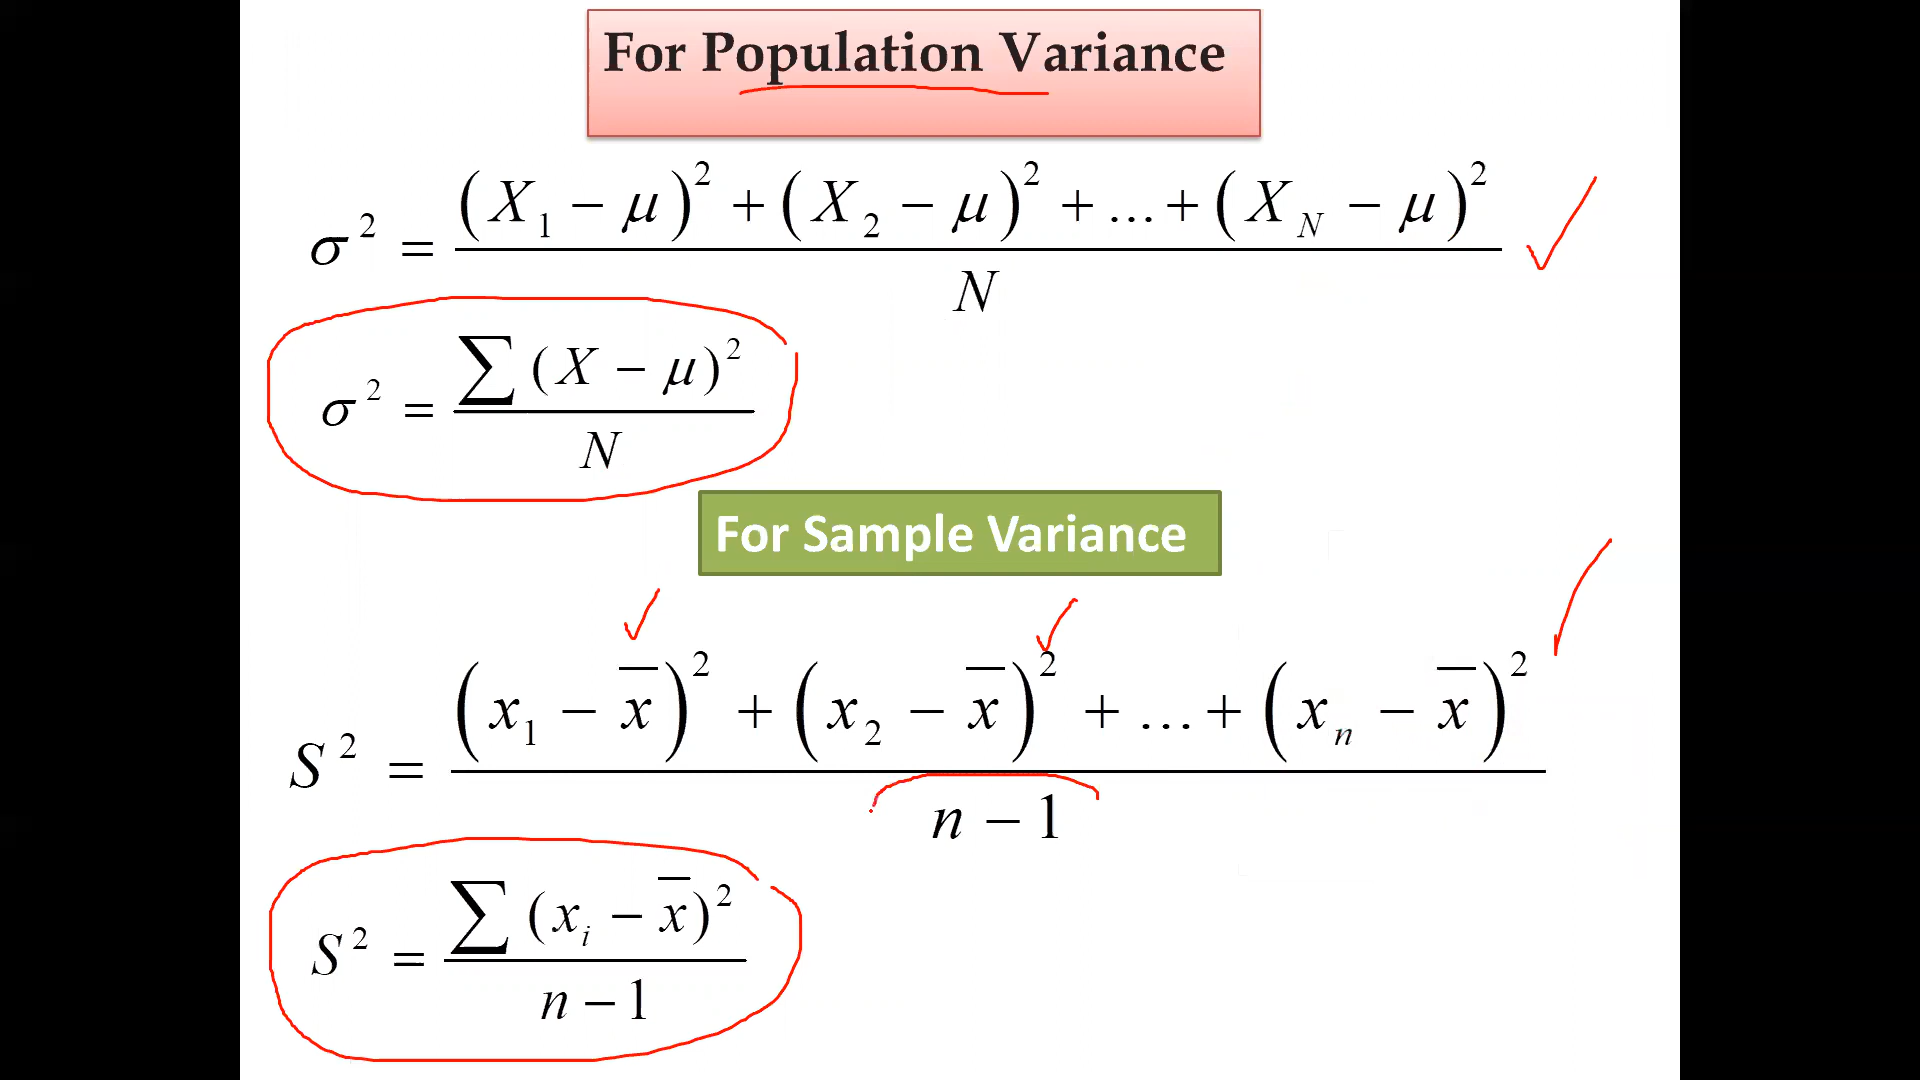 For Population Variance
σ² = ((X₁ − μ)² + (X₂ − μ)² + ... + (X_N − μ)²) / N
σ² = ∑(X − μ)² / N
For Sample Variance
S² = ((x₁ − x̄)² + (x₂ − x̄)² + ... + (xₙ − x̄)²) / (n − 1)
S² = ∑(xᵢ − x̄)² / (n − 1)